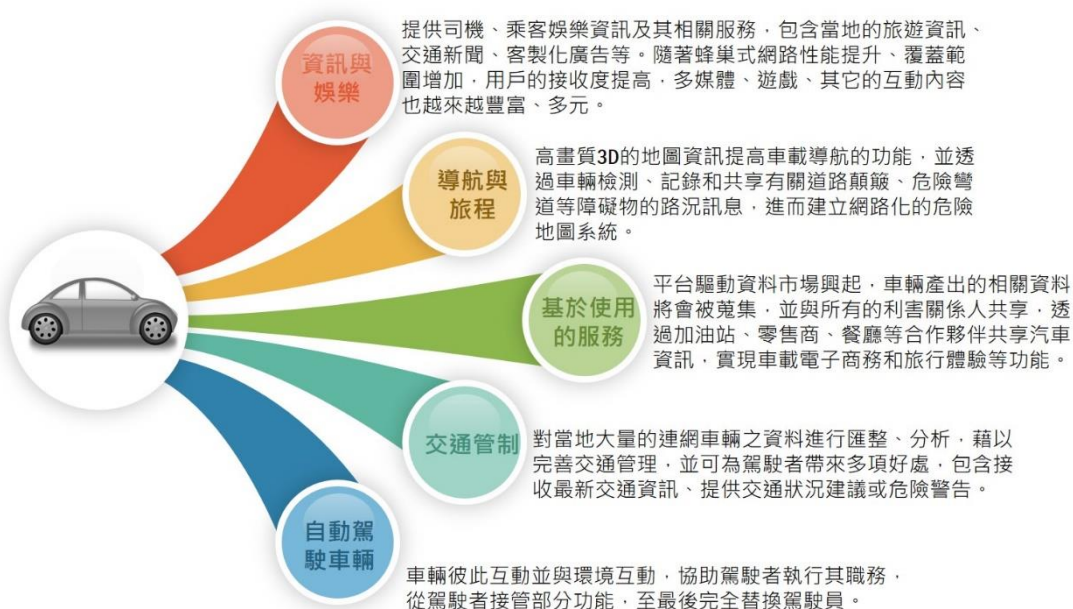 資訊與
娛樂
提供司機、乘客娛樂資訊及其相關服務，包含當地的旅遊資訊、
交通新聞、客製化廣告等。隨著蜂巢式網路性能提升、覆蓋範
圍增加，用戶的接收度提高，多媒體、遊戲、其它的互動內容
也越來越豐富、多元。
導航與
旅程
高畫質3D的地圖資訊提高車載導航的功能，並透
過車輛檢測、記錄和共享有關道路顛簸、危險彎
道等障礙物的路況訊息，進而建立網路化的危險
地圖系統。
基於使用
的服務
平台驅動資料市場興起，車輛產出的相關資料
將會被蒐集，並與所有的利害關係人共享，透
過加油站、零售商、餐廳等合作夥伴共享汽車
資訊，實現車載電子商務和旅行體驗等功能。
交通管制
對當地大量的連網車輛之資料進行匯整、分析，藉以
完善交通管理，並可為駕駛者帶來多項好處，包含接
收最新交通資訊、提供交通狀況建議或危險警告。
自動駕
駛車輛
車輛彼此互動並與環境互動，協助駕駛者執行其職務，
從駕駛者接管部分功能，至最後完全替換駕駛員。